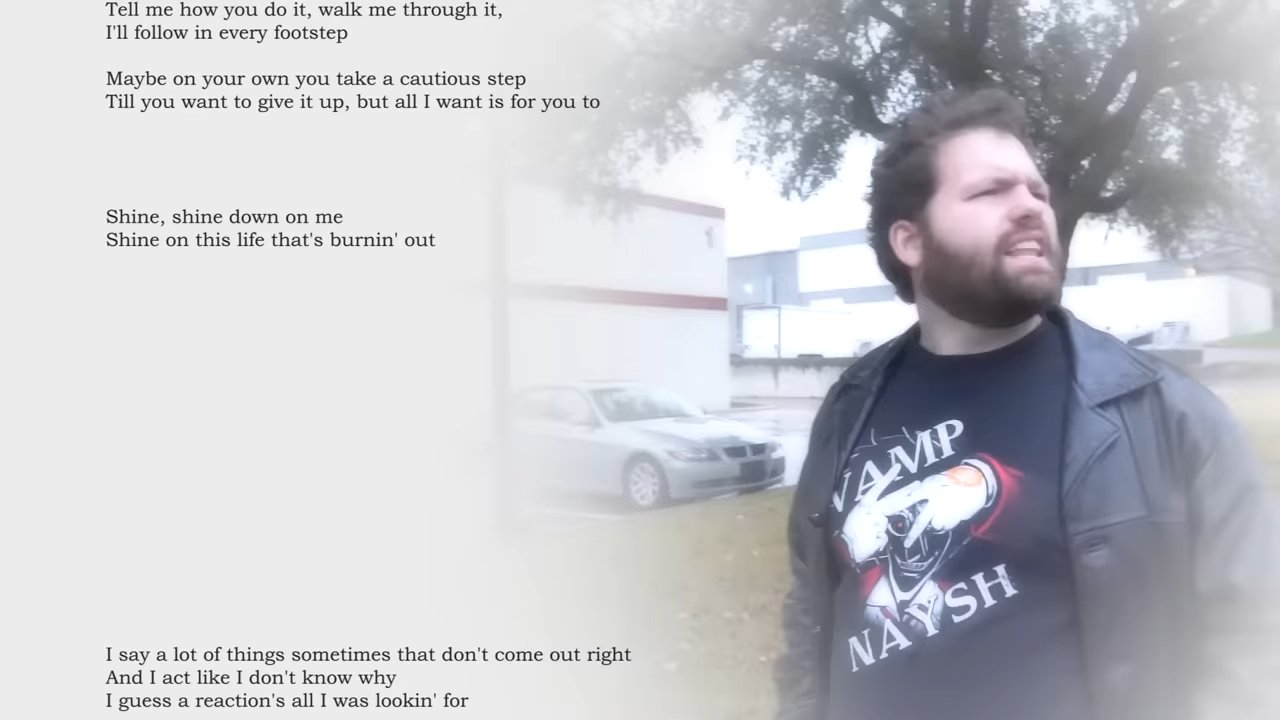 Tell me how you do it, walk me through it,
I'll follow in every footstep
Maybe on your own you take a cautious step
Till you want to give it up, but all I want is for you to
Shine, shine down on me
Shine on this life that's burnin' out
I say a lot of things sometimes that don't come out right
And I act like I don't know why
I guess a reaction's all I was lookin' for
VAMP
NAYSH